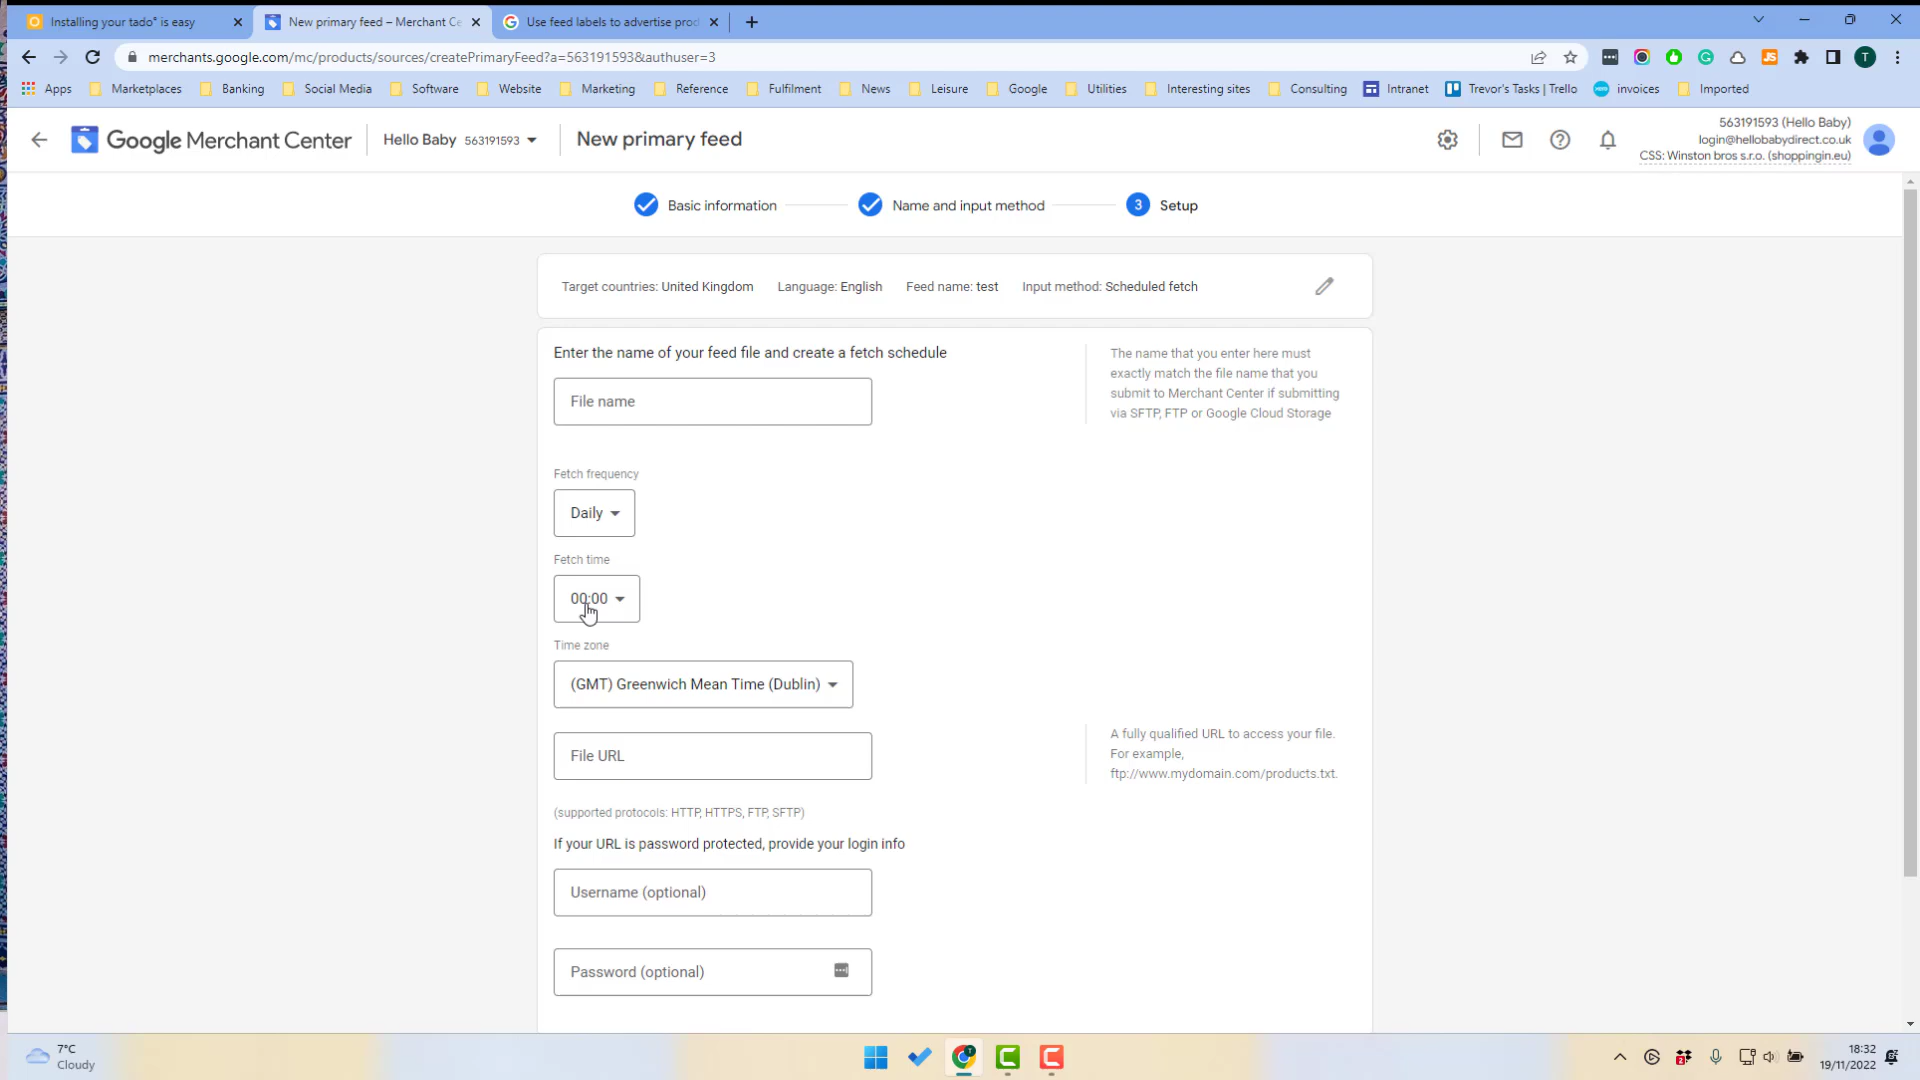 Installing your tado° is easy
New primary feed – Merchant Ce
Use feed labels to advertise prod
merchants.google.com/mc/products/sources/createPrimaryFeed?a=563191593&authuser=3
Apps Marketplaces Banking Social Media Software Website Marketing Reference Fulfilment News Leisure Google Utilities Interesting sites Consulting Intranet Trevor's Tasks | Trello invoices Imported
Google Merchant Center
Hello Baby 563191593
New primary feed
563191593 (Hello Baby)
login@hellobabydirect.co.uk
CSS: Winston bros s.r.o. (shoppingin.eu)
Basic information
Name and input method
3 Setup
Target countries: United Kingdom Language: English Feed name: test Input method: Scheduled fetch
Enter the name of your feed file and create a fetch schedule
File name
The name that you enter here must
exactly match the file name that you
submit to Merchant Center if submitting
via SFTP, FTP or Google Cloud Storage
Fetch frequency
Daily
Fetch time
00:00
Time zone
(GMT) Greenwich Mean Time (Dublin)
File URL
A fully qualified URL to access your file.
For example,
ftp://www.mydomain.com/products.txt.
(supported protocols: HTTP, HTTPS, FTP, SFTP)
If your URL is password protected, provide your login info
Username (optional)
Password (optional)
7°C
Cloudy
18:32
19/11/2022